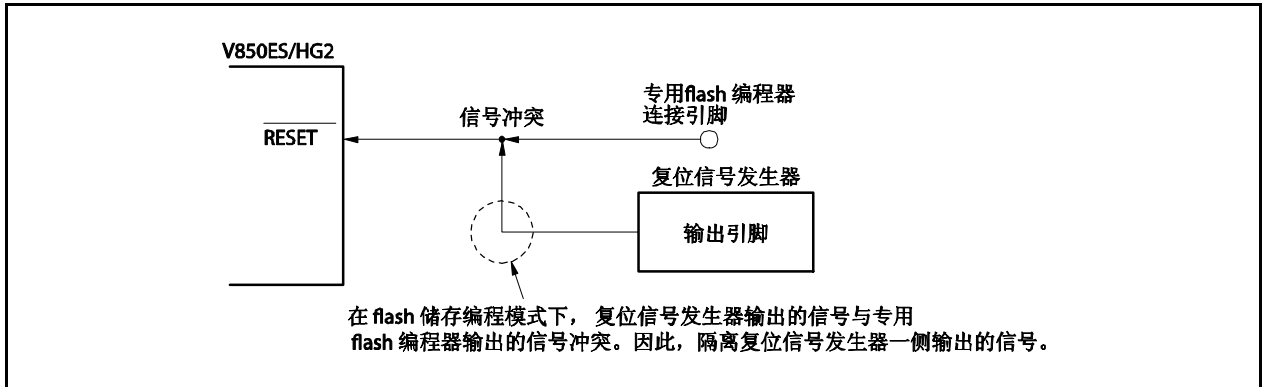 V850ES/HG2
RESET
信号冲突
专用flash 编程器
连接引脚
复位信号发生器
输出引脚
在 flash 储存编程模式下， 复位信号发生器输出的信号与专用
flash 编程器输出的信号冲突。因此，隔离复位信号发生器一侧输出的信号。